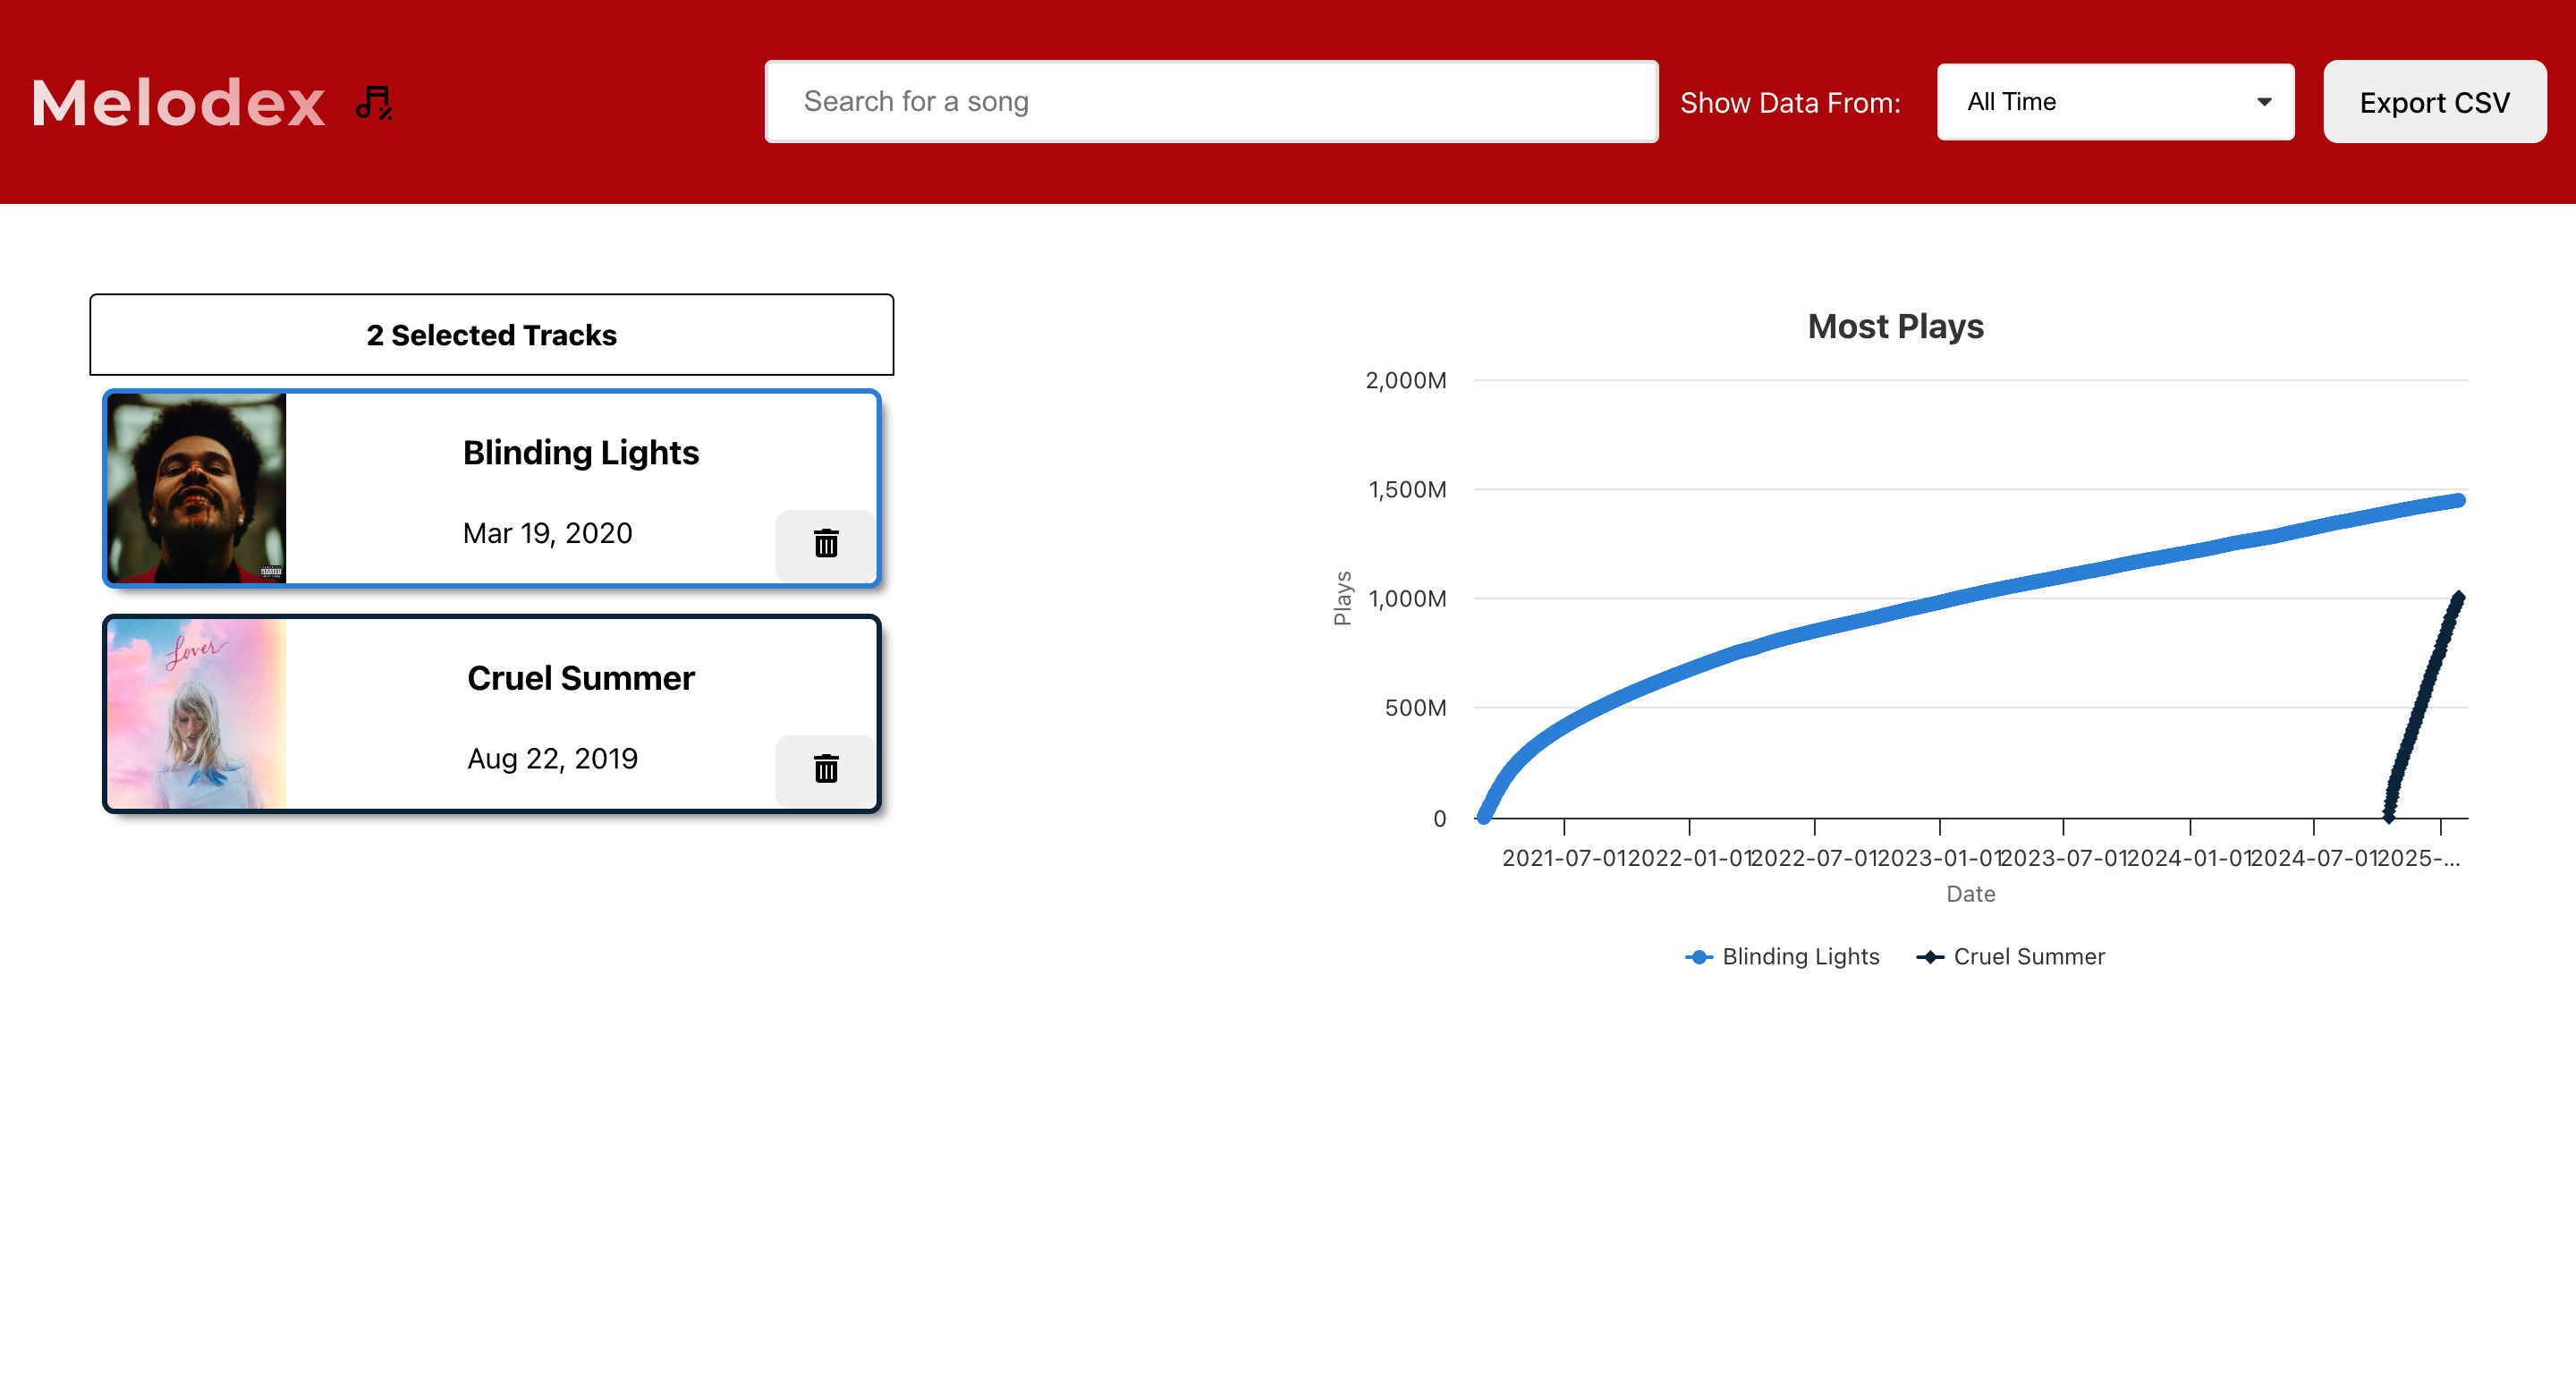 Melodex
Search for a song
Show Data From:
All Time
Export CSV
2 Selected Tracks
Blinding Lights
Mar 19, 2020
Lover
Cruel Summer
Aug 22, 2019
Most Plays
2,000M
1,500M
1,000M
500M
0
Plays
2021-07-01
2022-01-01
2022-07-01
2023-01-01
2023-07-01
2024-01-01
2024-07-01
2025-...
Date
Blinding Lights
Cruel Summer